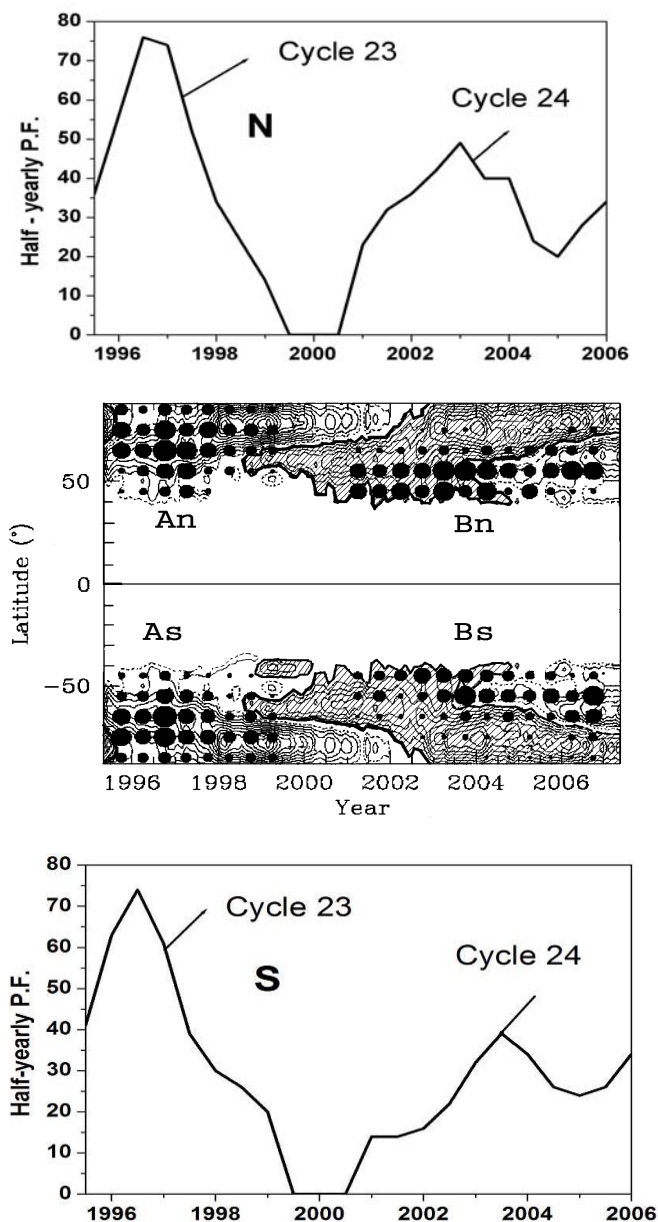 80
70
60
50
40
30
20
10
0
Half - yearly P.F.
Cycle 23
N
Cycle 24
1996 1998 2000 2002 2004 2006
50
0
-50
Latitude (°)
An Bn
As Bs
1996 1998 2000 2002 2004 2006
Year
80
70
60
50
40
30
20
10
0
Half-yearly P.F.
Cycle 23
S
Cycle 24
1996 1998 2000 2002 2004 2006